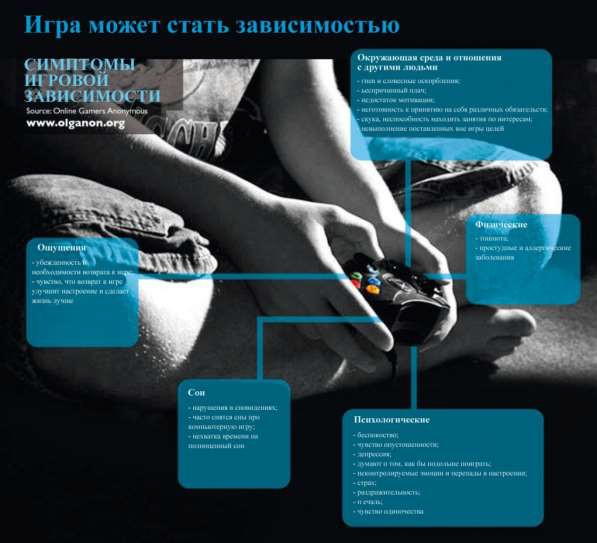 Игра может стать зависимостью
СИМПТОМЫ
ИГРОВОЙ
ЗАВИСИМОСТИ
Source: Online Gamers Anonymous
www.olganon.org
Окружающая среда и отношения
с другими людьми
- гнев и словесные оскорбления;
- беспричинный плач;
- недостаток мотивации;
- неготовность к принятию на себя различных обязательств;
- скука, неспособность находить занятия по интересам;
- невыполнение поставленных вне игры целей
Физические
- тошнота;
- простудные и аллергические
заболевания
Ощущения
- убежденность в
необходимости возврата к игре;
- чувство, что возврат к игре
улучшит настроение и сделает
жизнь лучше
Сон
- нарушения в сновидениях;
- часто снятся сны про
компьютерную игру;
- нехватка времени на
полноценный сон
Психологические
- беспокойство;
- чувство опустошенности;
- депрессия;
- думают о том, как бы подольше поиграть;
- неконтролируемые эмоции и перепады в настроении;
- страх;
- раздражительность;
- печаль;
- чувство одиночества